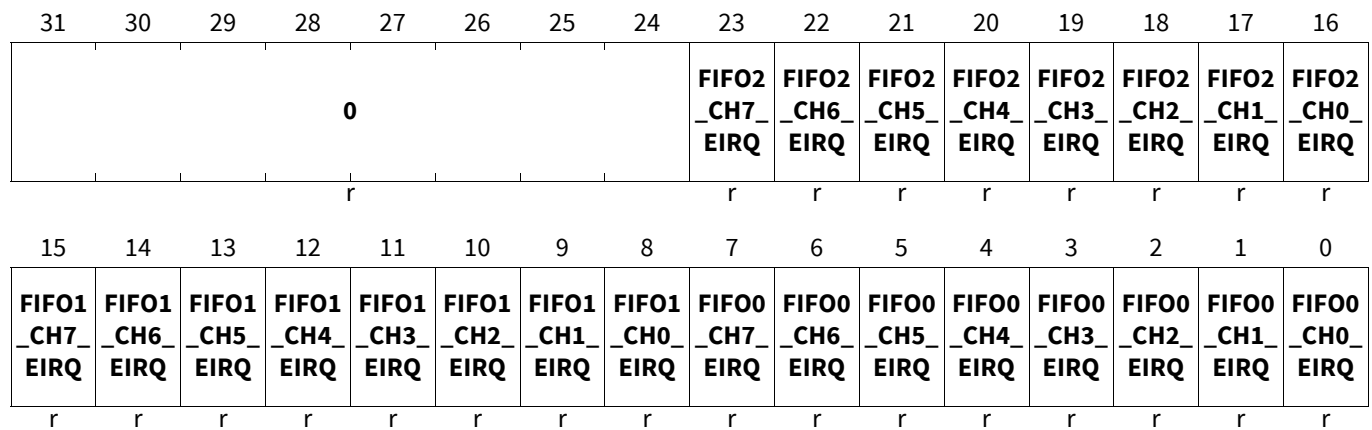 31 30 29 28 27 26 25 24 23 22 21 20 19 18 17 16
0 FIFO2 FIFO2 FIFO2 FIFO2 FIFO2 FIFO2 FIFO2 FIFO2
_CH7_ _CH6_ _CH5_ _CH4_ _CH3_ _CH2_ _CH1_ _CH0_
EIRQ EIRQ EIRQ EIRQ EIRQ EIRQ EIRQ EIRQ
r r r r r r r r r
15 14 13 12 11 10 9 8 7 6 5 4 3 2 1 0
FIFO1 FIFO1 FIFO1 FIFO1 FIFO1 FIFO1 FIFO1 FIFO1 FIFO0 FIFO0 FIFO0 FIFO0 FIFO0 FIFO0 FIFO0 FIFO0
_CH7_ _CH6_ _CH5_ _CH4_ _CH3_ _CH2_ _CH1_ _CH0_ _CH7_ _CH6_ _CH5_ _CH4_ _CH3_ _CH2_ _CH1_ _CH0_
EIRQ EIRQ EIRQ EIRQ EIRQ EIRQ EIRQ EIRQ EIRQ EIRQ EIRQ EIRQ EIRQ EIRQ EIRQ EIRQ
r r r r r r r r r r r r r r r r